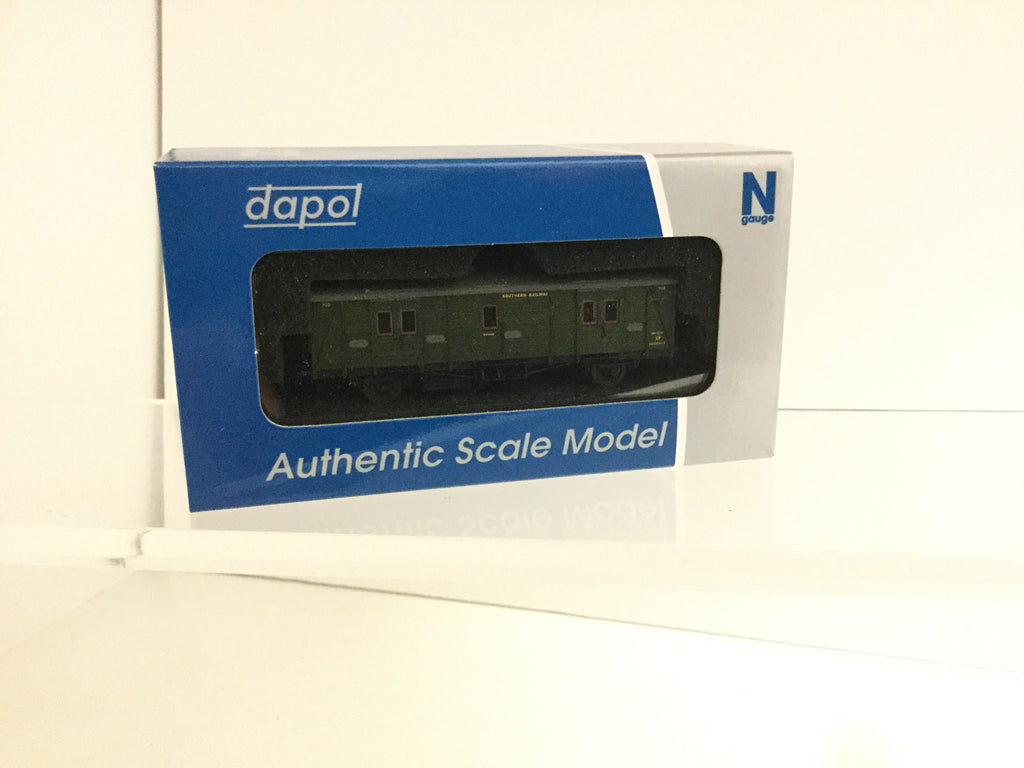 dapol
N
gauge
SOUTHERN RAILWAY
Authentic Scale Model